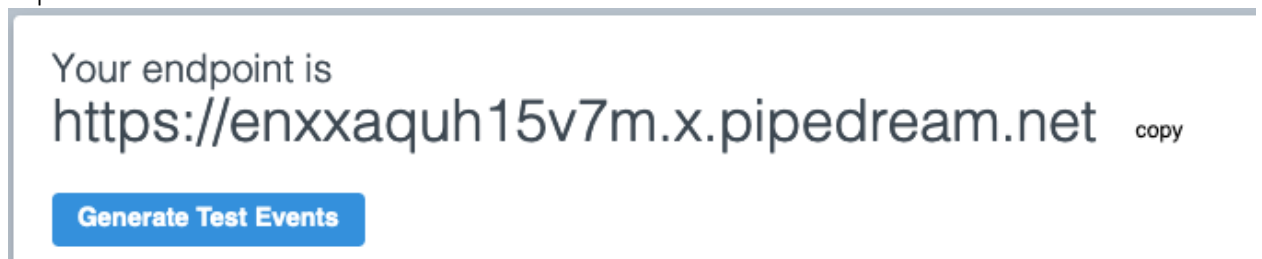 Your endpoint is
https://enxxaquh15v7m.x.pipedream.net copy
Generate Test Events